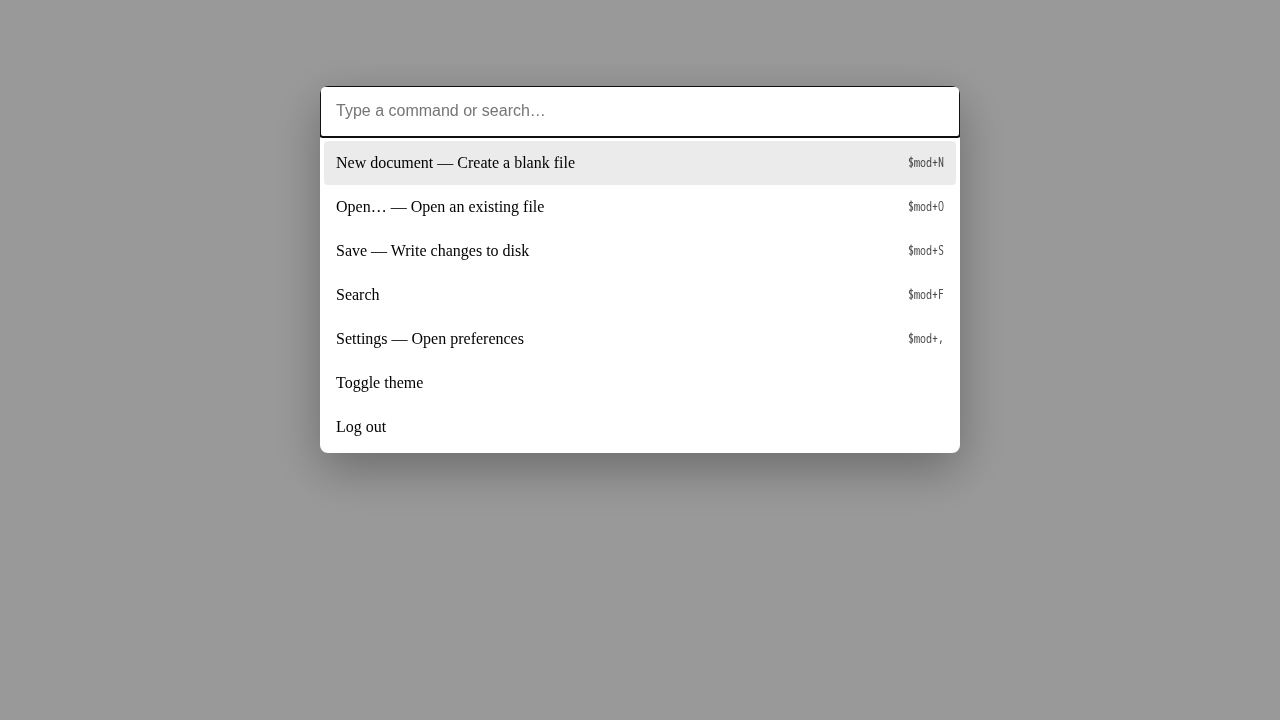 Type a command or search…
New document — Create a blank file $mod+N
Open… — Open an existing file $mod+O
Save — Write changes to disk $mod+S
Search $mod+F
Settings — Open preferences $mod+,
Toggle theme
Log out